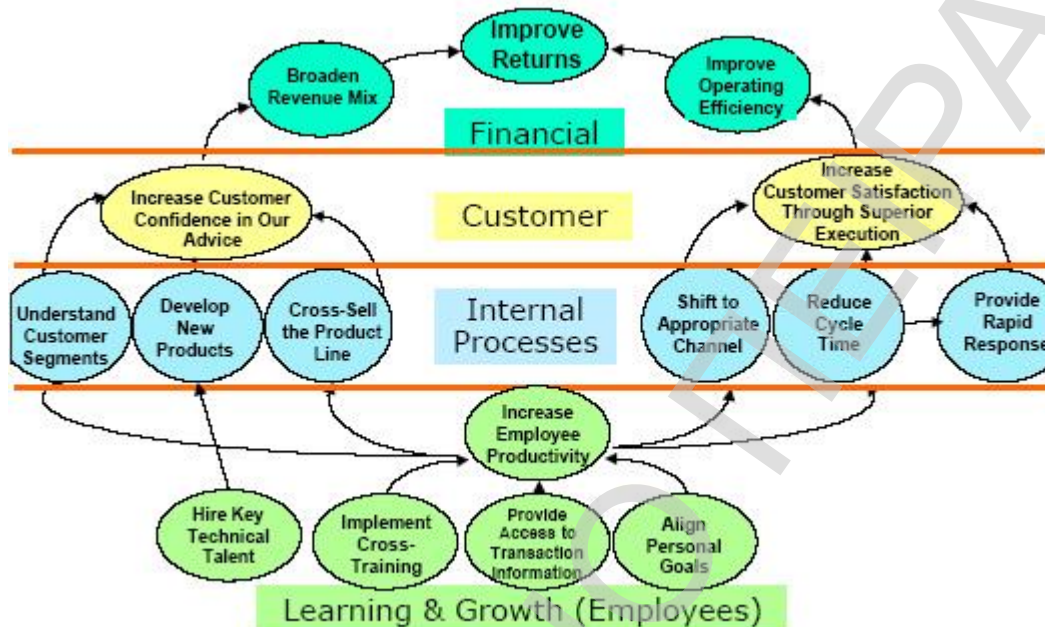 Improve
Returns
Broaden
Revenue Mix
Improve
Operating
Efficiency
Financial
Increase Customer
Confidence in Our
Advice
Customer
Increase
Customer Satisfaction
Through Superior
Execution
Understand
Customer
Segments
Develop
New
Products
Cross-Sell
the Product
Line
Internal
Processes
Shift to
Appropriate
Channel
Reduce
Cycle
Time
Provide
Rapid
Response
Increase
Employee
Productivity
Hire Key
Technical
Talent
Implement
Cross-
Training
Provide
Access to
Transaction
Information
Align
Personal
Goals
Learning & Growth (Employees)